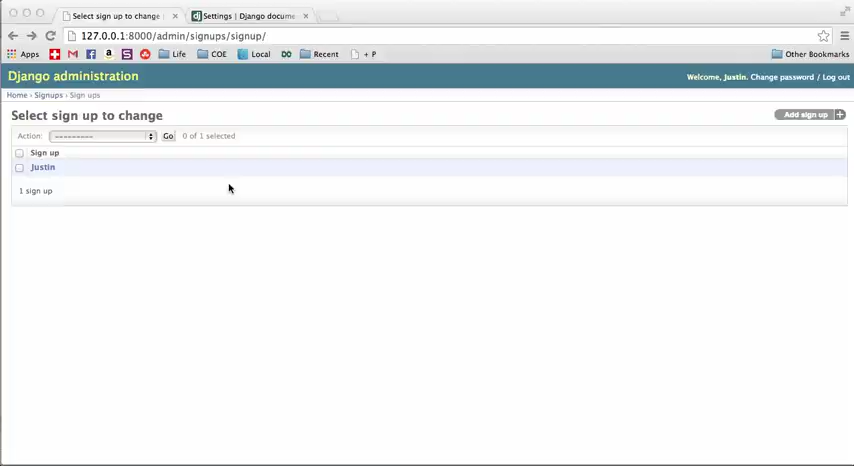 Select sign up to change
Settings | Django docume
127.0.0.1:8000/admin/signups/signup/
Apps Life COE Local Recent + P Other Bookmarks
Django administration
Welcome, Justin. Change password / Log out
Home › Signups › Sign ups
Select sign up to change
Add sign up +
Action: --------- Go 0 of 1 selected
Sign up
Justin
1 sign up